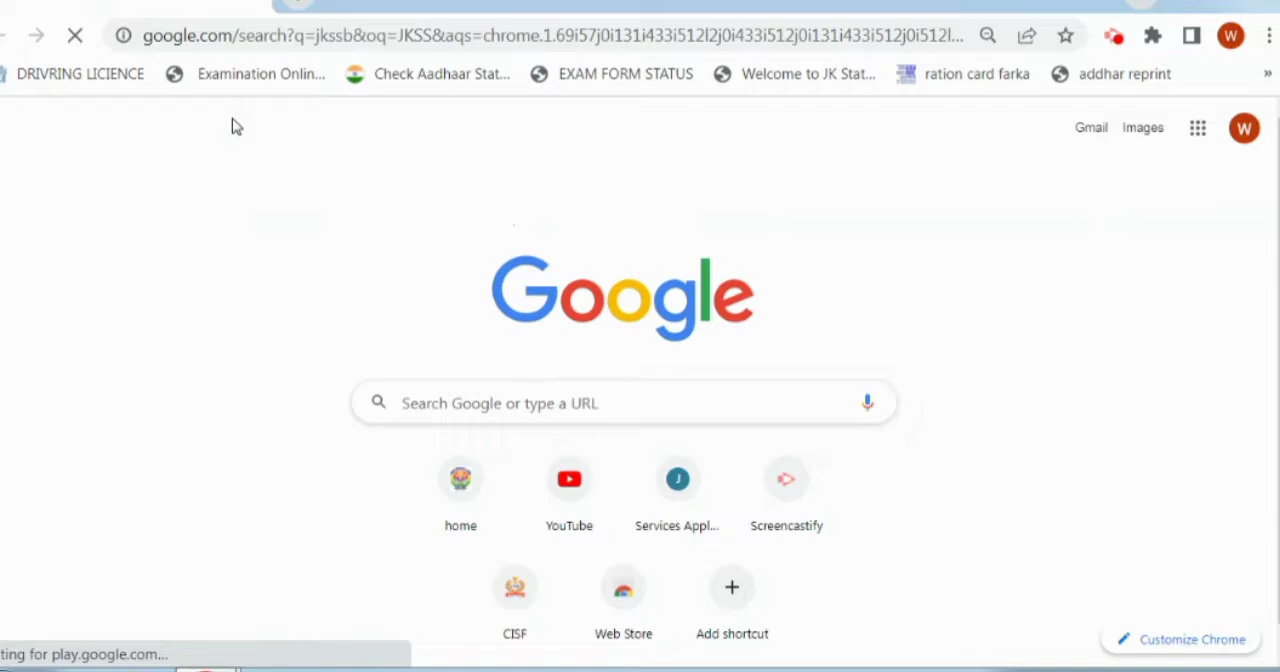 google.com/search?q=jkssb&oq=JKSS&aqs=chrome.1.69i57j0i131i433i512l2j0i433i512j0i131i433i512j0i512l... W
DRIVRING LICIENCE Examination Onlin... Check Aadhaar Stat... EXAM FORM STATUS Welcome to JK Stat... ration card farka addhar reprint »
Gmail Images W
Google
Search Google or type a URL
J
home YouTube Services Appl... Screencastify
CISF Web Store Add shortcut
Customize Chrome
ting for play.google.com...